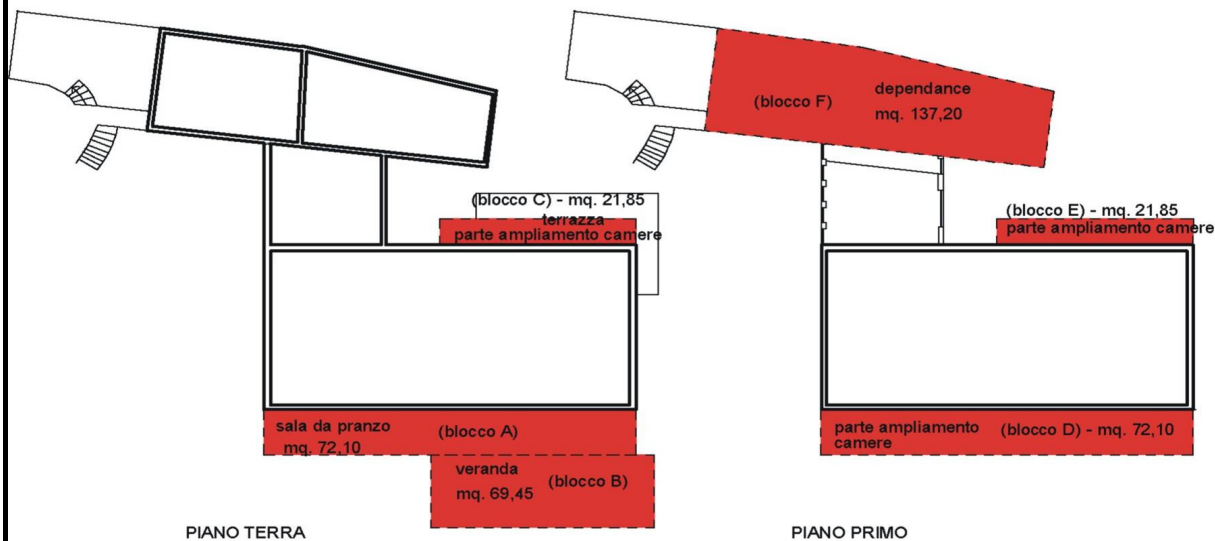 (blocco F)
dependance
mq. 137,20
(blocco C) - mq. 21,85
terrazza
parte ampliamento camere
(blocco E) - mq. 21,85
parte ampliamento camere
sala da pranzo
mq. 72,10
(blocco A)
veranda
mq. 69,45
(blocco B)
parte ampliamento
camere
(blocco D) - mq. 72,10
PIANO TERRA
PIANO PRIMO